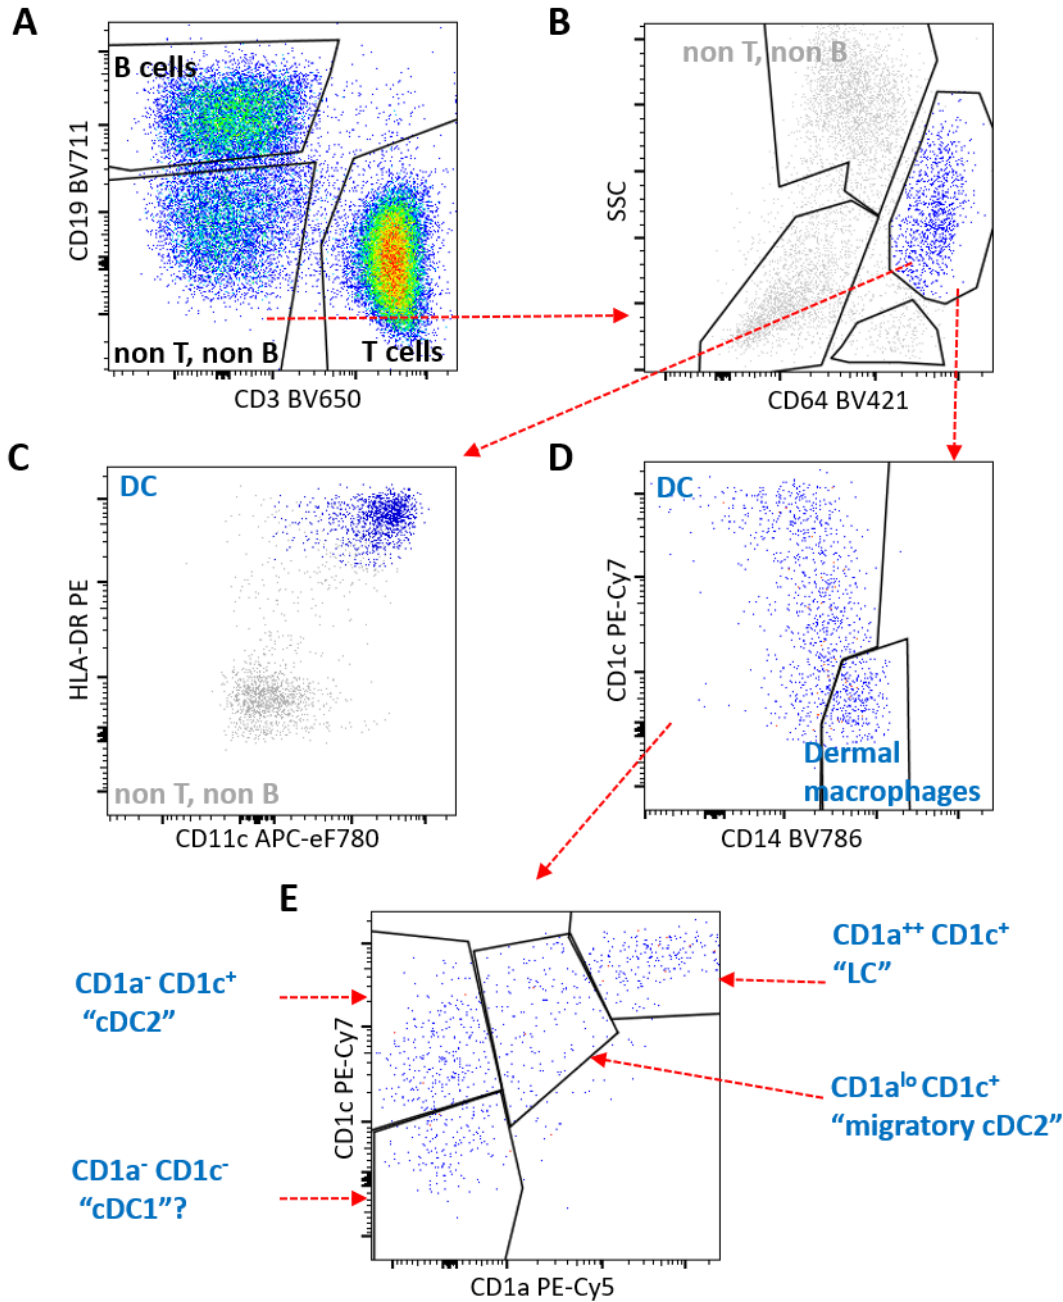 A
B cells
non T, non B
T cells
CD19 BV711
CD3 BV650
B
non T, non B
SSC
CD64 BV421
C
DC
non T, non B
HLA-DR PE
CD11c APC-eF780
D
DC
Dermal
macrophages
CD1c PE-Cy7
CD14 BV786
E
CD1a⁻ CD1c⁺
“cDC2”
CD1a⁻ CD1c⁻
“cDC1”?
CD1a⁺⁺ CD1c⁺
“LC”
CD1aˡᵒ CD1c⁺
“migratory cDC2”
CD1c PE-Cy7
CD1a PE-Cy5